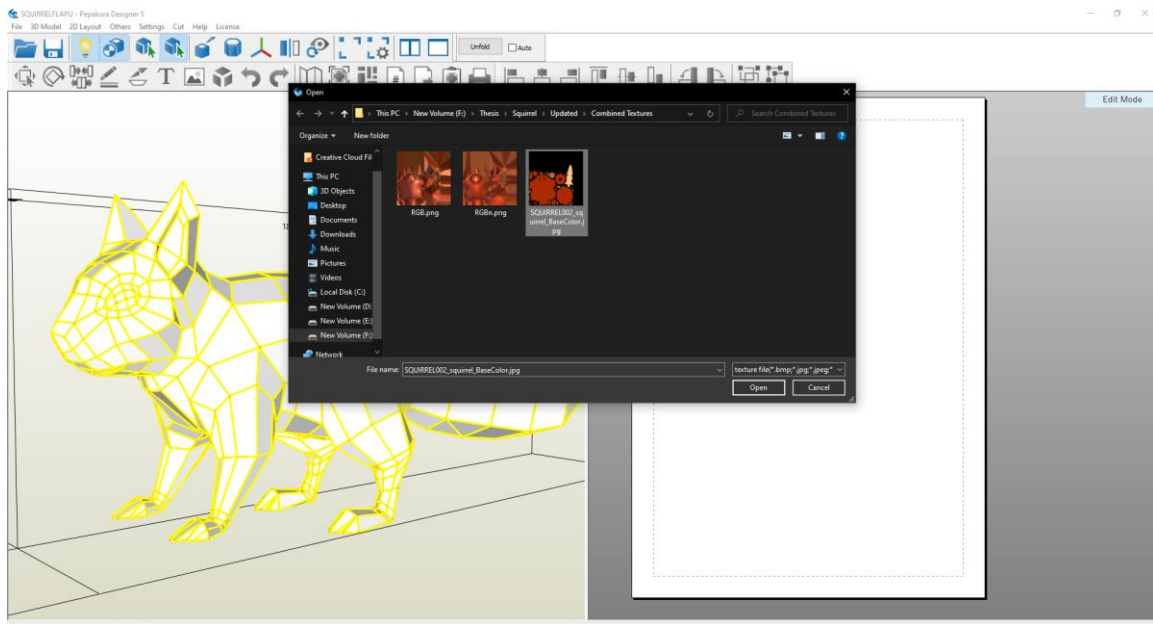 SQUIRRELFLAPU - Pepakura Designer 5
File 3D Model 2D Layout Others Settings Cut Help License
Unfold Auto
Edit Mode
Open
This PC > New Volume (F:) > Thesis > Squirrel > Updated > Combined Textures
Search Combined Textures
Organize New folder
Creative Cloud Fil
This PC
3D Objects
Desktop
Documents
Downloads
Music
Pictures
Videos
Local Disk (C:)
New Volume (D:
New Volume (E:)
New Volume (F:)
Network
RGB.png
RGBn.png
SQUIRREL002_sq
uirrel_BaseColor.j
pg
File name: SQUIRREL002_squirrel_BaseColor.jpg
texture file(*.bmp;*.jpg;*.jpeg;*
Open Cancel